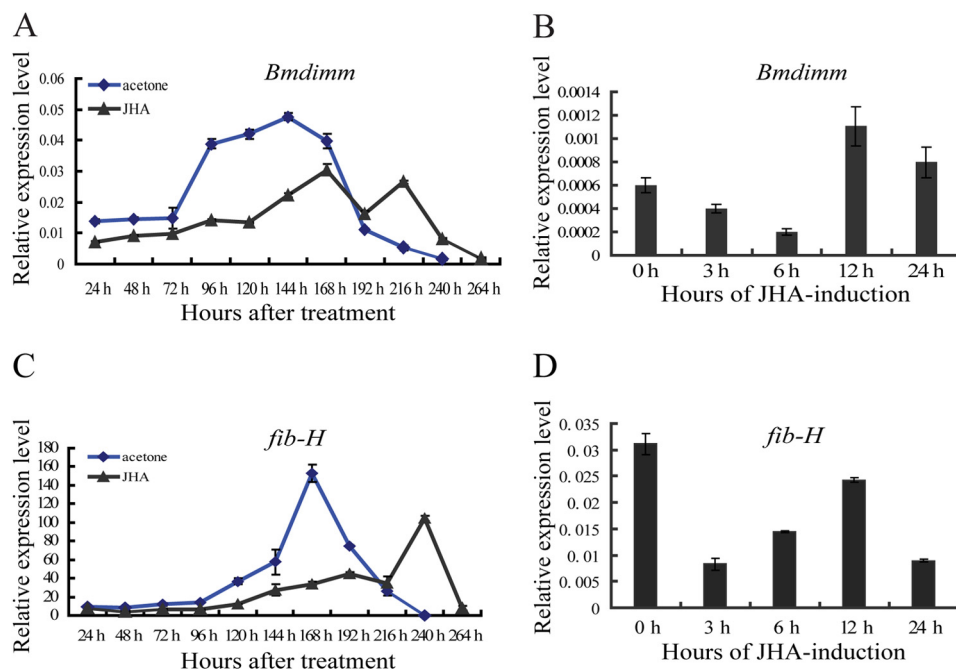 A
Bmdimm
Relative expression level
acetone
JHA
0.06
0.05
0.04
0.03
0.02
0.01
0
24 h 48 h 72 h 96 h 120 h 144 h 168 h 192 h 216 h 240 h 264 h
Hours after treatment
B
Bmdimm
Relative expression level
0.0014
0.0012
0.001
0.0008
0.0006
0.0004
0.0002
0
0 h 3 h 6 h 12 h 24 h
Hours of JHA-induction
C
fib-H
Relative expression level
acetone
JHA
180
160
140
120
100
80
60
40
20
0
24 h 48 h 72 h 96 h 120 h 144 h 168 h 192 h 216 h 240 h 264 h
Hours after treatment
D
fib-H
Relative expression level
0. 035
0. 03
0. 025
0. 02
0. 015
0. 01
0. 005
0
0 h 3 h 6 h 12 h 24 h
Hours of JHA-induction